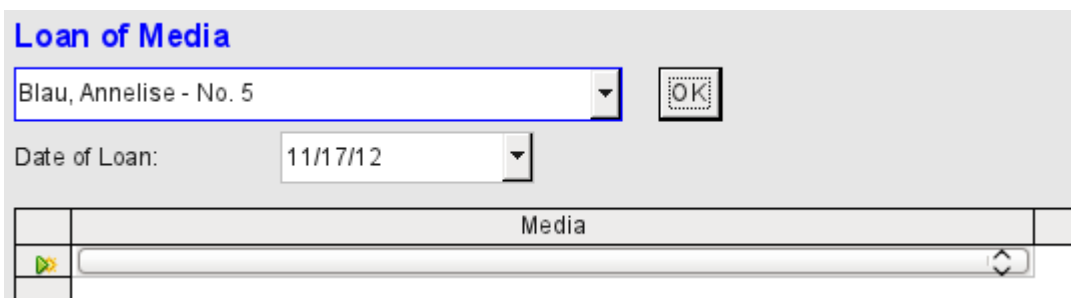 Loan of Media
Blau, Annelise - No. 5 OK
Date of Loan: 11/17/12
Media